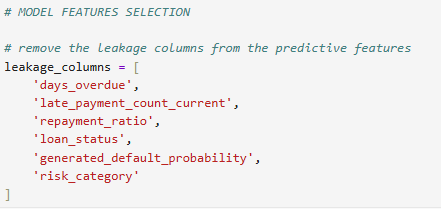 # MODEL FEATURES SELECTION
# remove the leakage columns from the predictive features
leakage_columns = [
    'days_overdue',
    'late_payment_count_current',
    'repayment_ratio',
    'loan_status',
    'generated_default_probability',
    'risk_category'
]